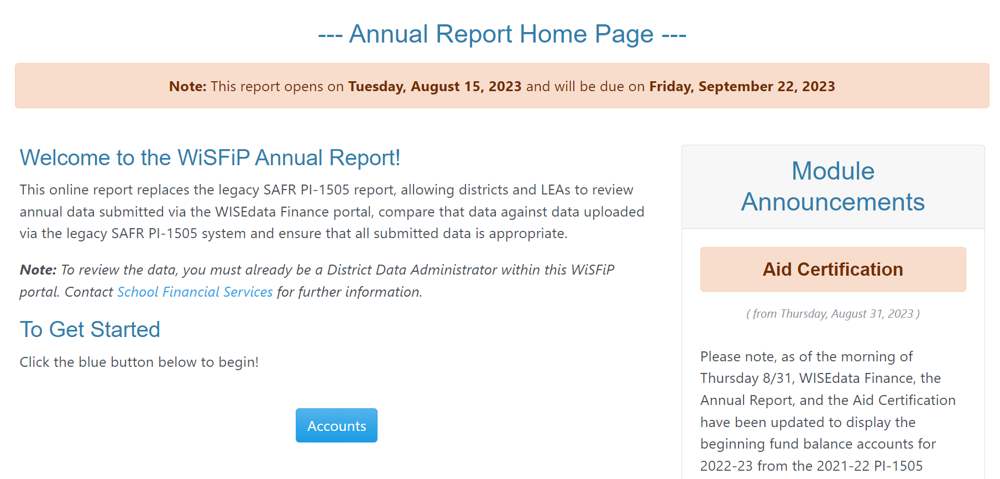 --- Annual Report Home Page ---
Note: This report opens on Tuesday, August 15, 2023 and will be due on Friday, September 22, 2023
Welcome to the WiSFiP Annual Report!
This online report replaces the legacy SAFR PI-1505 report, allowing districts and LEAs to review
annual data submitted via the WISEdata Finance portal, compare that data against data uploaded
via the legacy SAFR PI-1505 system and ensure that all submitted data is appropriate.
Note: To review the data, you must already be a District Data Administrator within this WiSFiP
portal. Contact School Financial Services for further information.
To Get Started
Click the blue button below to begin!
Accounts
Module
Announcements
Aid Certification
( from Thursday, August 31, 2023 )
Please note, as of the morning of
Thursday 8/31, WISEdata Finance, the
Annual Report, and the Aid Certification
have been updated to display the
beginning fund balance accounts for
2022-23 from the 2021-22 PI-1505